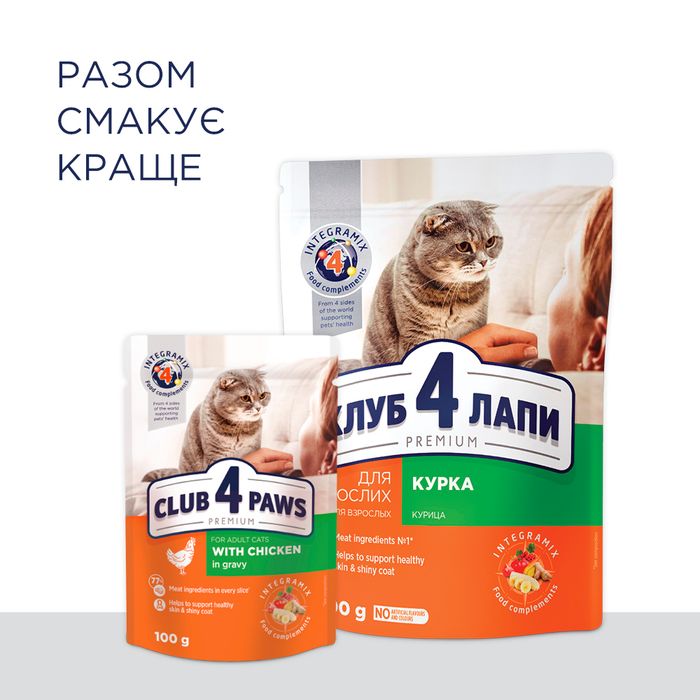 РАЗОМ
СМАКУЄ
КРАЩЕ
INTEGRAMIX
4
Food complements
From 4 sides
of the world
supporting
pets' health
КЛУБ 4 ЛАПИ
PREMIUM
ДЛЯ
КУРКА
КУРИЦА
Meat ingredients №1*
Helps to support healthy
skin & shiny coat
INTEGRAMIX
Food complements
g
NO ARTIFICIAL FLAVOURS
AND COLOURS
INTEGRAMIX
4
Food complements
From 4 sides
of the world
supporting
pets' health
CLUB 4 PAWS
PREMIUM
FOR ADULT CATS
WITH CHICKEN
in gravy
77%
Meat ingredients in every slice*
Helps to support healthy
skin & shiny coat
INTEGRAMIX
Food complements
100 g